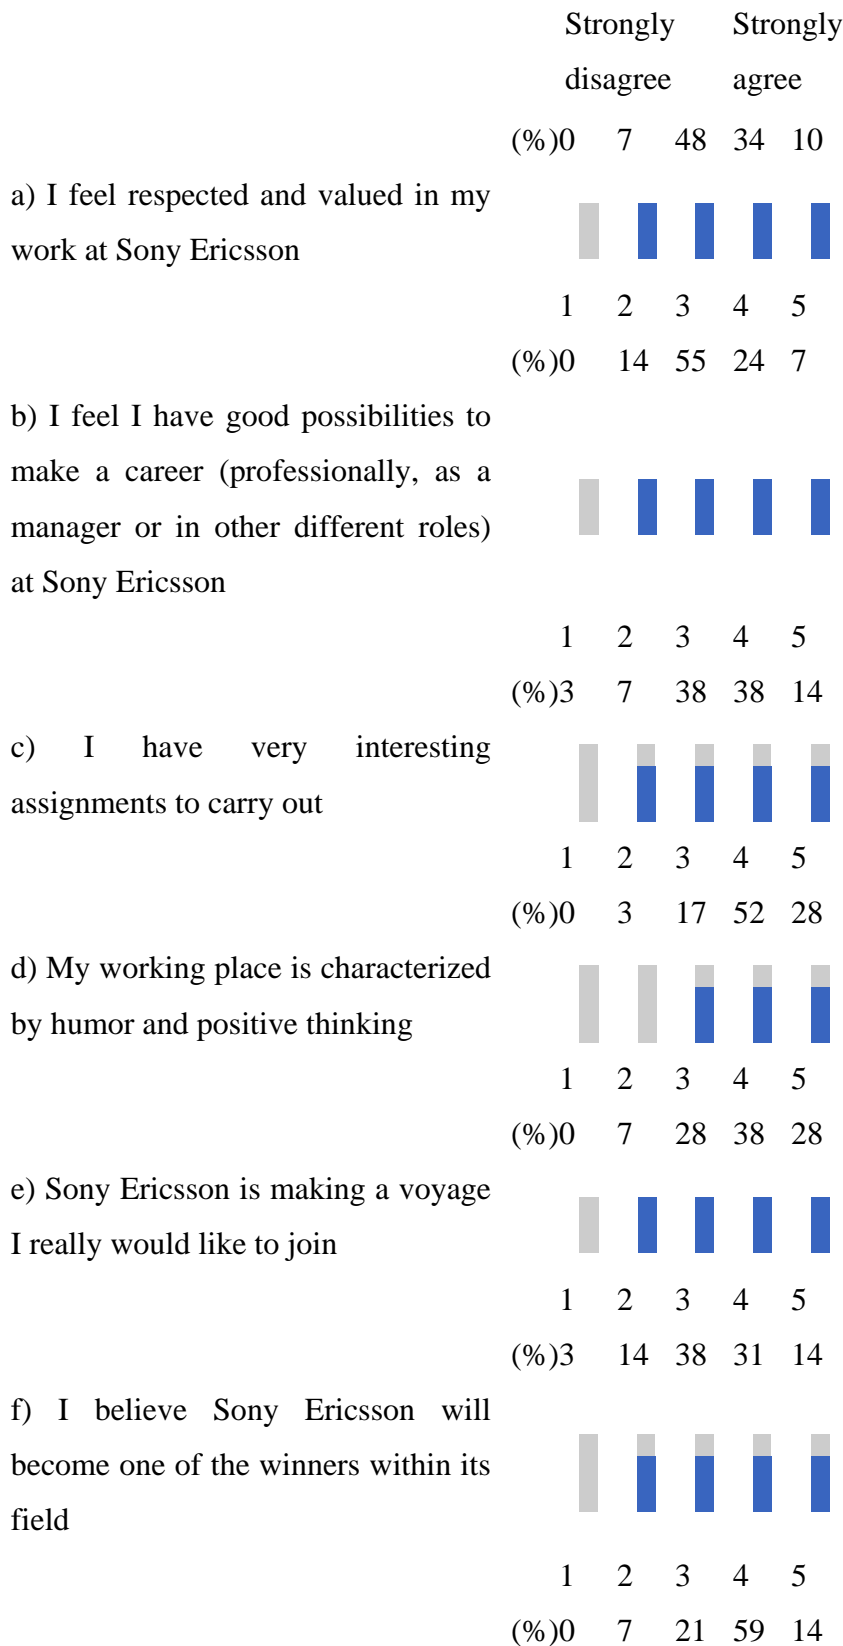 Strongly Strongly
disagree agree
(%)0 7 48 34 10
a) I feel respected and valued in my
work at Sony Ericsson
1 2 3 4 5
(%)0 14 55 24 7
b) I feel I have good possibilities to
make a career (professionally, as a
manager or in other different roles)
at Sony Ericsson
1 2 3 4 5
(%)3 7 38 38 14
c) I have very interesting
assignments to carry out
1 2 3 4 5
(%)0 3 17 52 28
d) My working place is characterized
by humor and positive thinking
1 2 3 4 5
(%)0 7 28 38 28
e) Sony Ericsson is making a voyage
I really would like to join
1 2 3 4 5
(%)3 14 38 31 14
f) I believe Sony Ericsson will
become one of the winners within its
field
1 2 3 4 5
(%)0 7 21 59 14